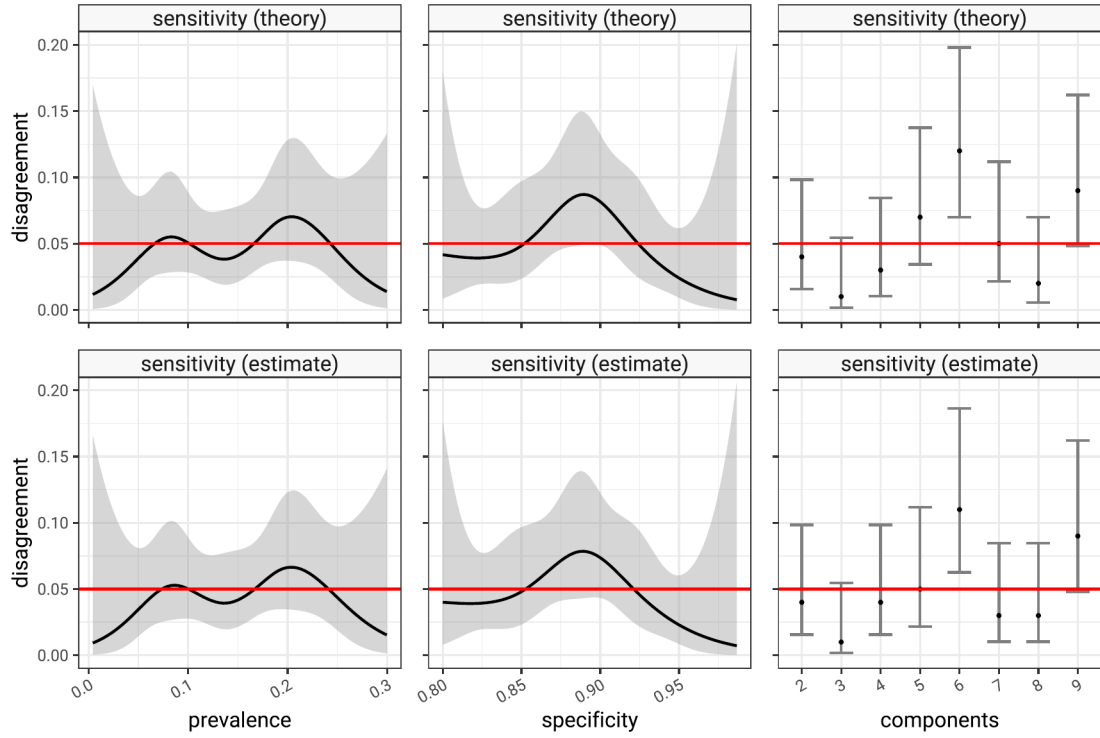 sensitivity (theory) sensitivity (theory) sensitivity (theory)
0.20
0.15
0.10
0.05
0.00
disagreement
sensitivity (estimate) sensitivity (estimate) sensitivity (estimate)
0.20
0.15
0.10
0.05
0.00
disagreement
0.0 0.1 0.2 0.3 0.80 0.85 0.90 0.95 2 3 4 5 6 7 8 9
prevalence specificity components